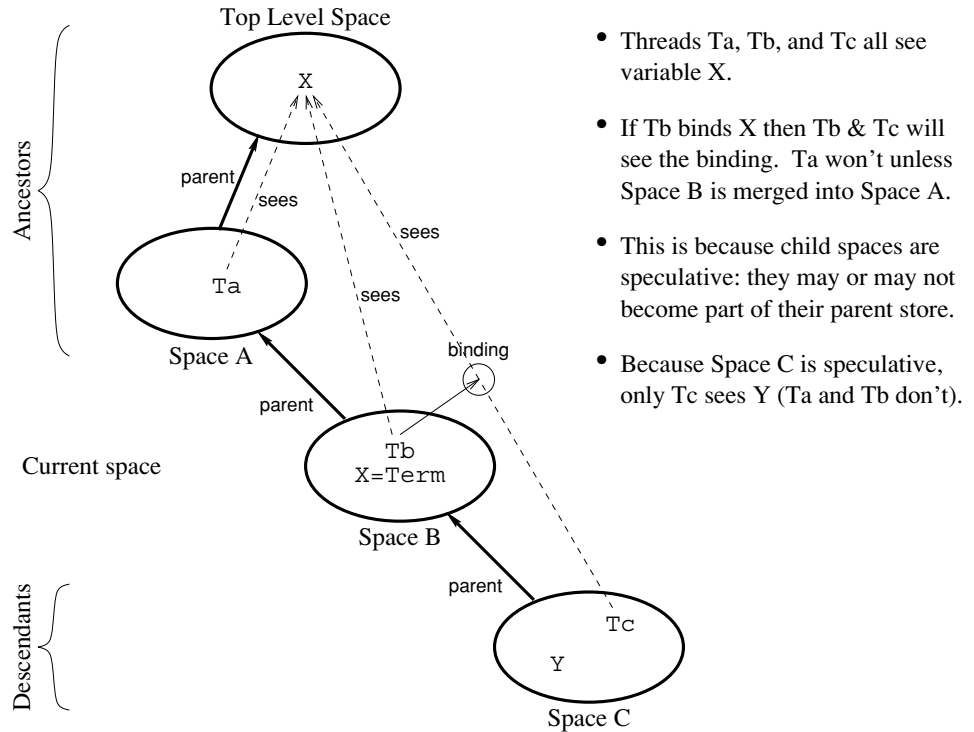 Top Level Space
X
Ancestors
parent
sees
sees
sees
Ta
Space A
binding
parent
Tb
X=Term
Current space
Space B
parent
Descendants
Tc
Y
Space C
• Threads Ta, Tb, and Tc all see
variable X.
• If Tb binds X then Tb & Tc will
see the binding. Ta won't unless
Space B is merged into Space A.
• This is because child spaces are
speculative: they may or may not
become part of their parent store.
• Because Space C is speculative,
only Tc sees Y (Ta and Tb don't).